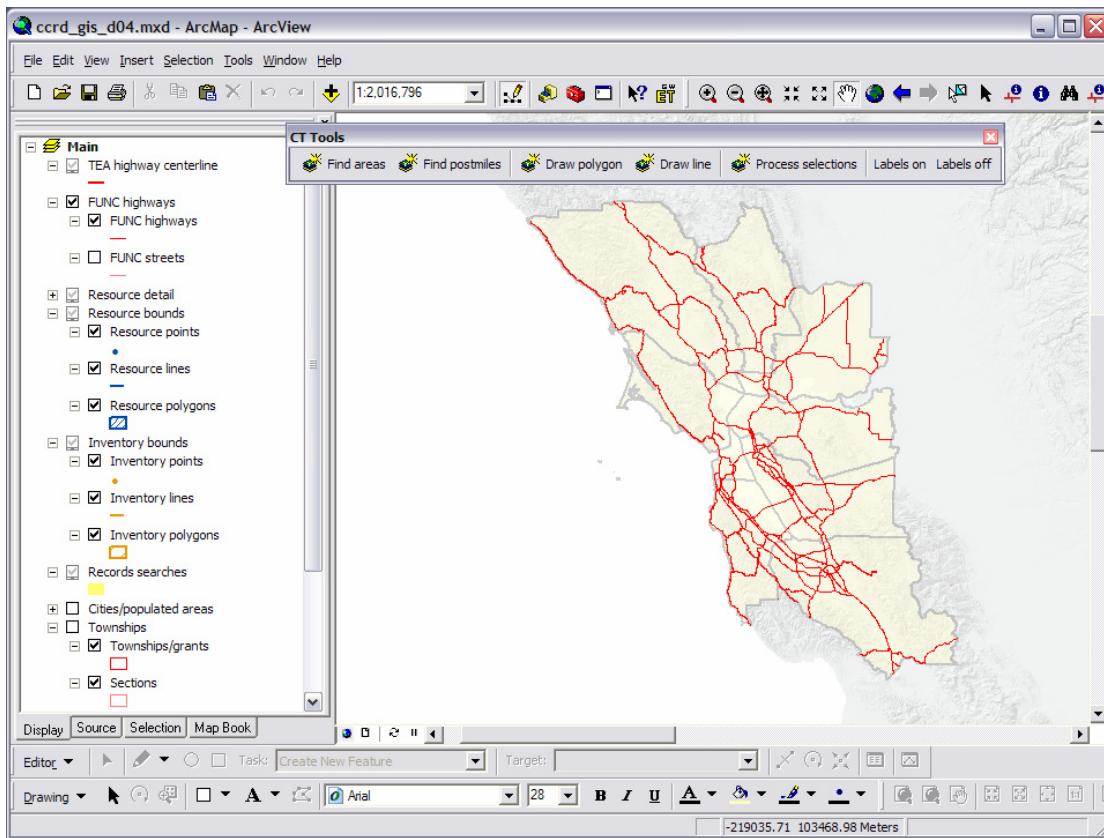 ccrd_gis_d04.mxd - ArcMap - ArcView
File Edit View Insert Selection Tools Window Help
1:2,016,796
ET
CT Tools
Find areas Find postmiles Draw polygon Draw line Process selections Labels on Labels off
Main
TEA highway centerline
FUNC highways
FUNC highways
FUNC streets
Resource detail
Resource bounds
Resource points
Resource lines
Resource polygons
Inventory bounds
Inventory points
Inventory lines
Inventory polygons
Records searches
Cities/populated areas
Townships
Townships/grants
Sections
Display Source Selection Map Book
Editor Task: Create New Feature Target:
Drawing A Arial 28 B I U A 1:1
-219035.71 103468.98 Meters